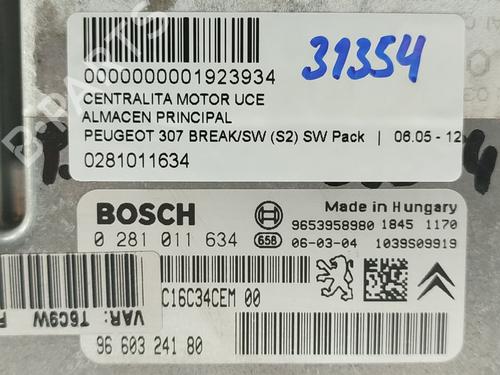 0000000001923934
31354
CENTRALITA MOTOR UCE
ALMACEN PRINCIPAL
PEUGEOT 307 BREAK/SW (S2) SW Pack | 06.05 - 12
0281011634
BOSCH
Made in Hungary
9653958980 1845 1170
0 281 011 634
658
06-03-04 1039S09919
C16C34CEM 00
VAR: T6C9W
96 603 241 80
B-PARTS